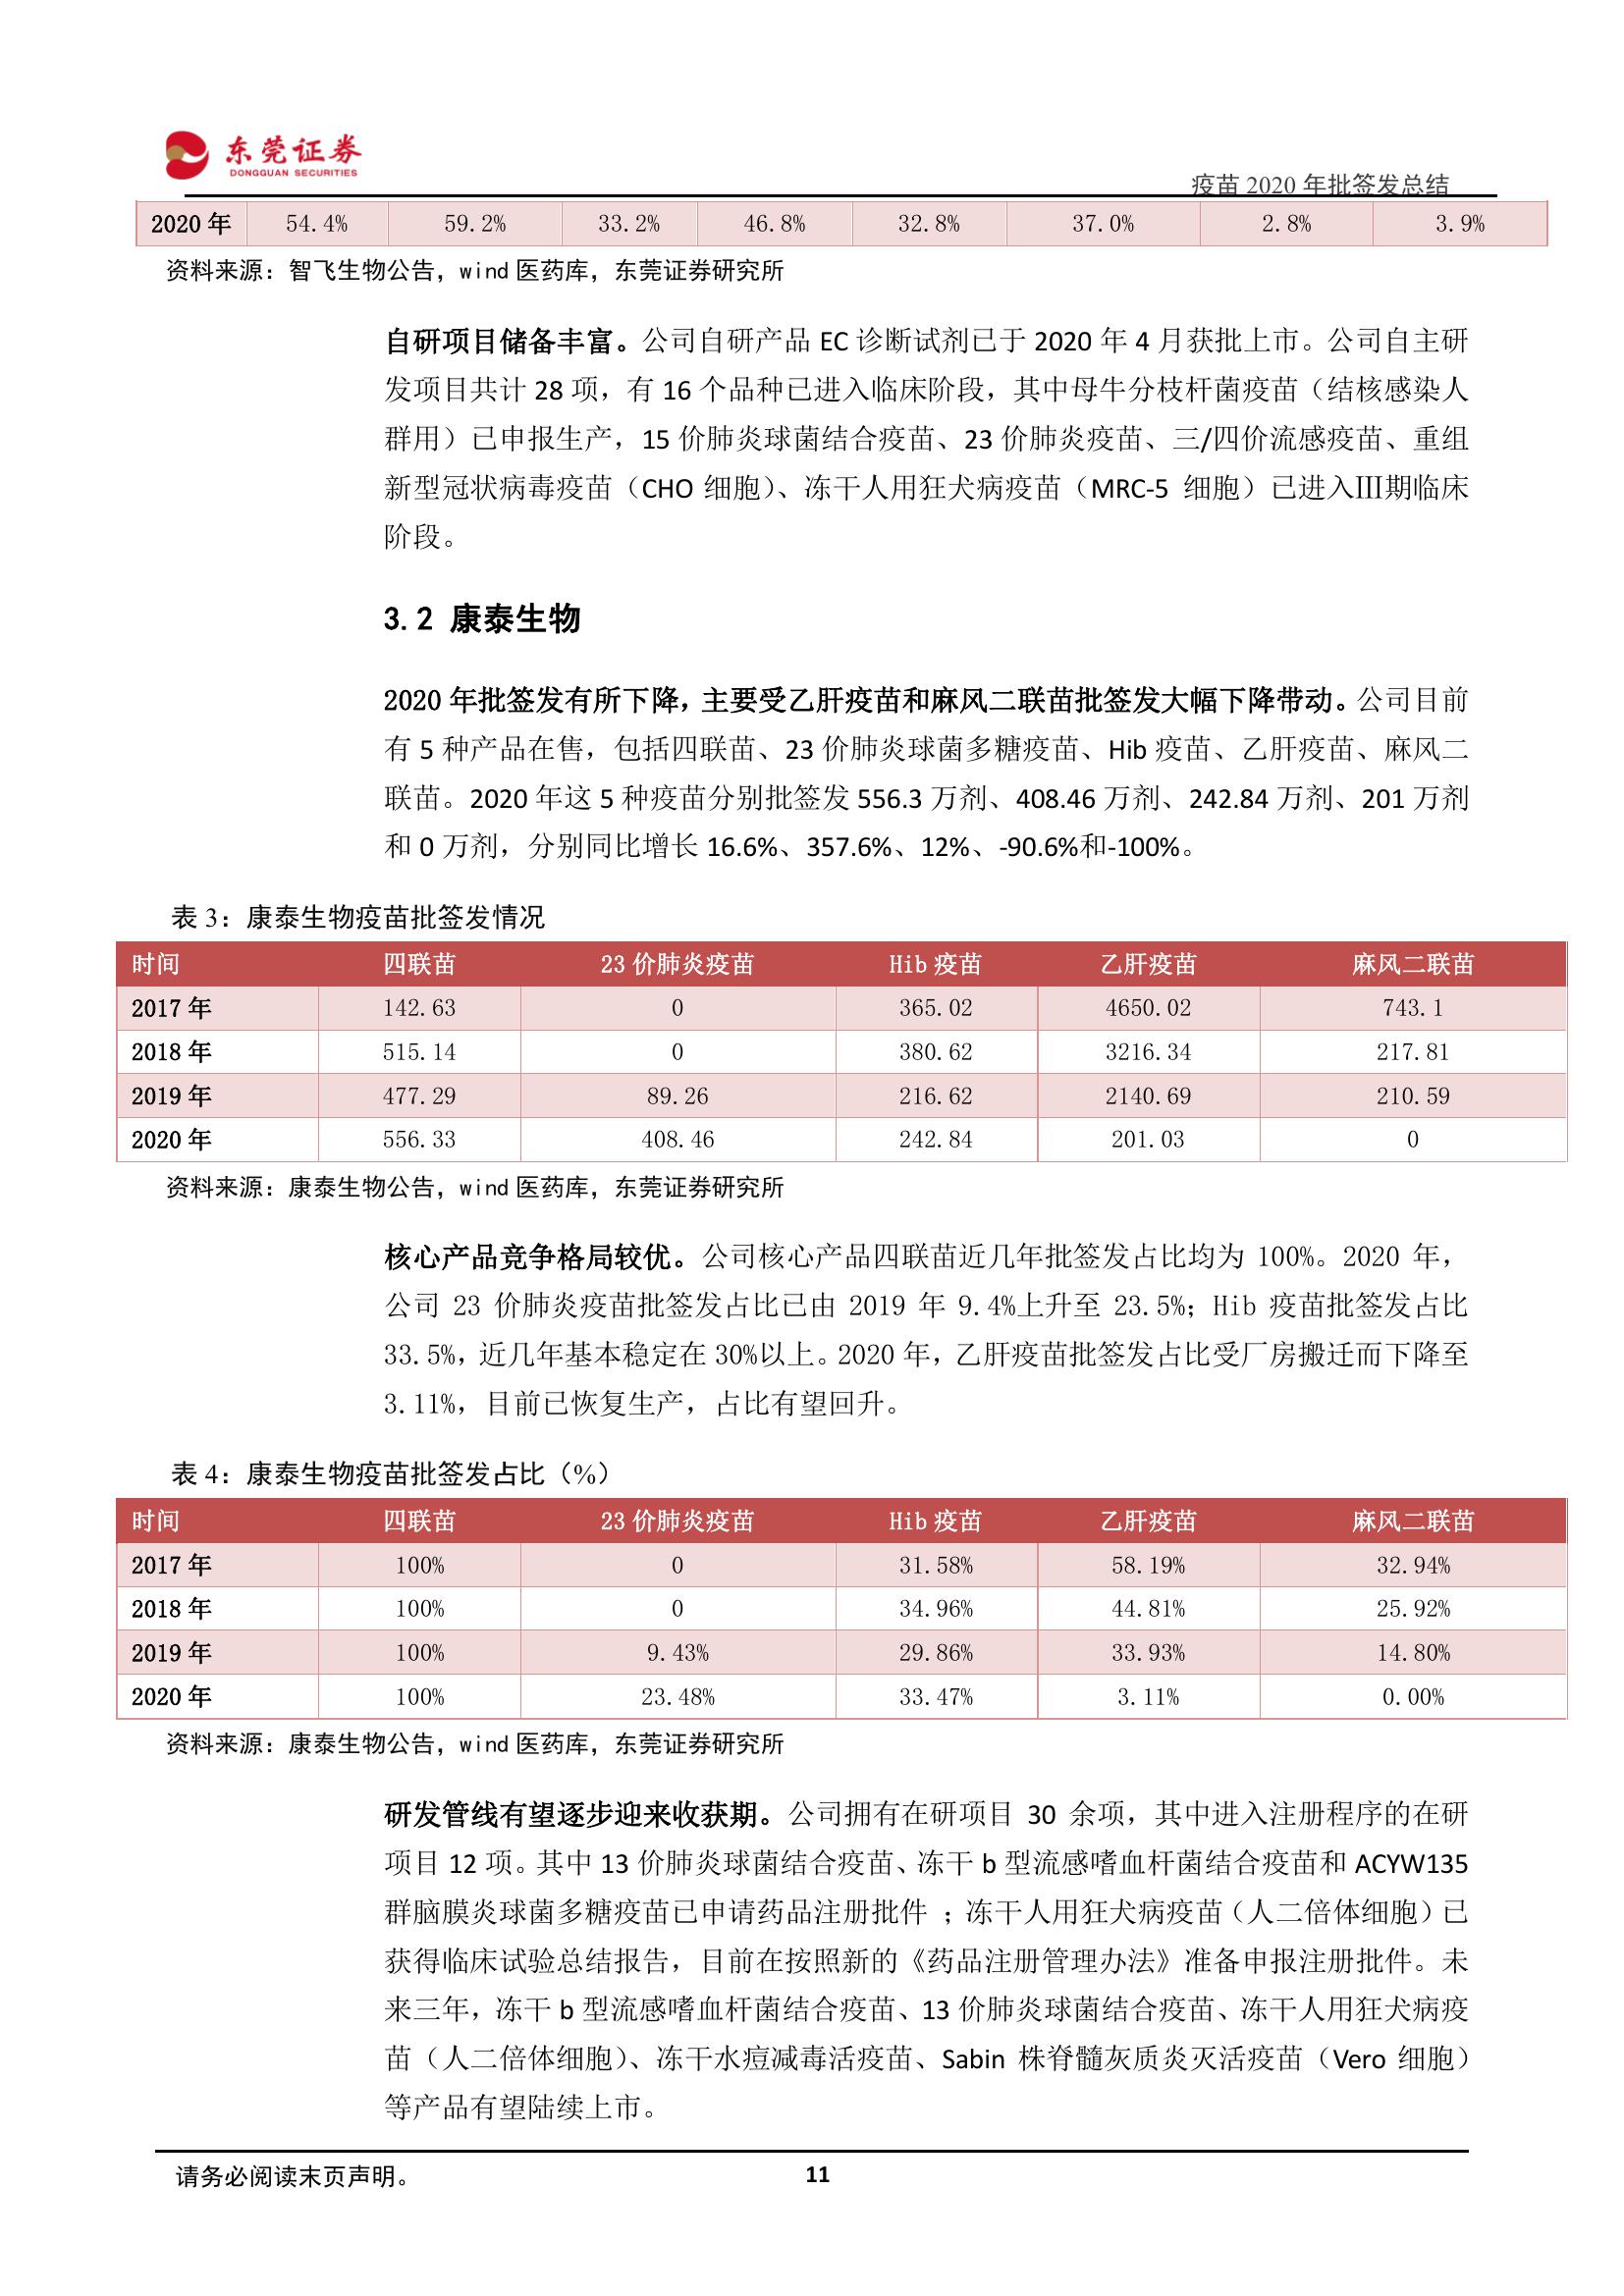 东莞证券
DONGGUAN SECURITIES
疫苗 2020 年批签发总结
2020 年 54.4% 59.2% 33.2% 46.8% 32.8% 37.0% 2.8% 3.9%
资料来源：智飞生物公告，wind 医药库，东莞证券研究所
自研项目储备丰富。公司自研产品 EC 诊断试剂已于 2020 年 4 月获批上市。公司自主研
发项目共计 28 项，有 16 个品种已进入临床阶段，其中母牛分枝杆菌疫苗（结核感染人
群用）已申报生产，15 价肺炎球菌结合疫苗、23 价肺炎疫苗、三/四价流感疫苗、重组
新型冠状病毒疫苗（CHO 细胞）、冻干人用狂犬病疫苗（MRC-5 细胞）已进入Ⅲ期临床
阶段。
3.2 康泰生物
2020 年批签发有所下降，主要受乙肝疫苗和麻风二联苗批签发大幅下降带动。公司目前
有 5 种产品在售，包括四联苗、23 价肺炎球菌多糖疫苗、Hib 疫苗、乙肝疫苗、麻风二
联苗。2020 年这 5 种疫苗分别批签发 556.3 万剂、408.46 万剂、242.84 万剂、201 万剂
和 0 万剂，分别同比增长 16.6%、357.6%、12%、-90.6%和-100%。
表 3：康泰生物疫苗批签发情况
时间 四联苗 23 价肺炎疫苗 Hib 疫苗 乙肝疫苗 麻风二联苗
2017 年 142.63 0 365.02 4650.02 743.1
2018 年 515.14 0 380.62 3216.34 217.81
2019 年 477.29 89.26 216.62 2140.69 210.59
2020 年 556.33 408.46 242.84 201.03 0
资料来源：康泰生物公告，wind 医药库，东莞证券研究所
核心产品竞争格局较优。公司核心产品四联苗近几年批签发占比均为 100%。2020 年，
公司 23 价肺炎疫苗批签发占比已由 2019 年 9.4%上升至 23.5%；Hib 疫苗批签发占比
33.5%，近几年基本稳定在 30%以上。2020 年，乙肝疫苗批签发占比受厂房搬迁而下降至
3.11%，目前已恢复生产，占比有望回升。
表 4：康泰生物疫苗批签发占比（%）
时间 四联苗 23 价肺炎疫苗 Hib 疫苗 乙肝疫苗 麻风二联苗
2017 年 100% 0 31.58% 58.19% 32.94%
2018 年 100% 0 34.96% 44.81% 25.92%
2019 年 100% 9.43% 29.86% 33.93% 14.80%
2020 年 100% 23.48% 33.47% 3.11% 0.00%
资料来源：康泰生物公告，wind 医药库，东莞证券研究所
研发管线有望逐步迎来收获期。公司拥有在研项目 30 余项，其中进入注册程序的在研
项目 12 项。其中 13 价肺炎球菌结合疫苗、冻干 b 型流感嗜血杆菌结合疫苗和 ACYW135
群脑膜炎球菌多糖疫苗已申请药品注册批件 ；冻干人用狂犬病疫苗（人二倍体细胞）已
获得临床试验总结报告，目前在按照新的《药品注册管理办法》准备申报注册批件。未
来三年，冻干 b 型流感嗜血杆菌结合疫苗、13 价肺炎球菌结合疫苗、冻干人用狂犬病疫
苗（人二倍体细胞）、冻干水痘减毒活疫苗、Sabin 株脊髓灰质炎灭活疫苗（Vero 细胞）
等产品有望陆续上市。
请务必阅读末页声明。
11